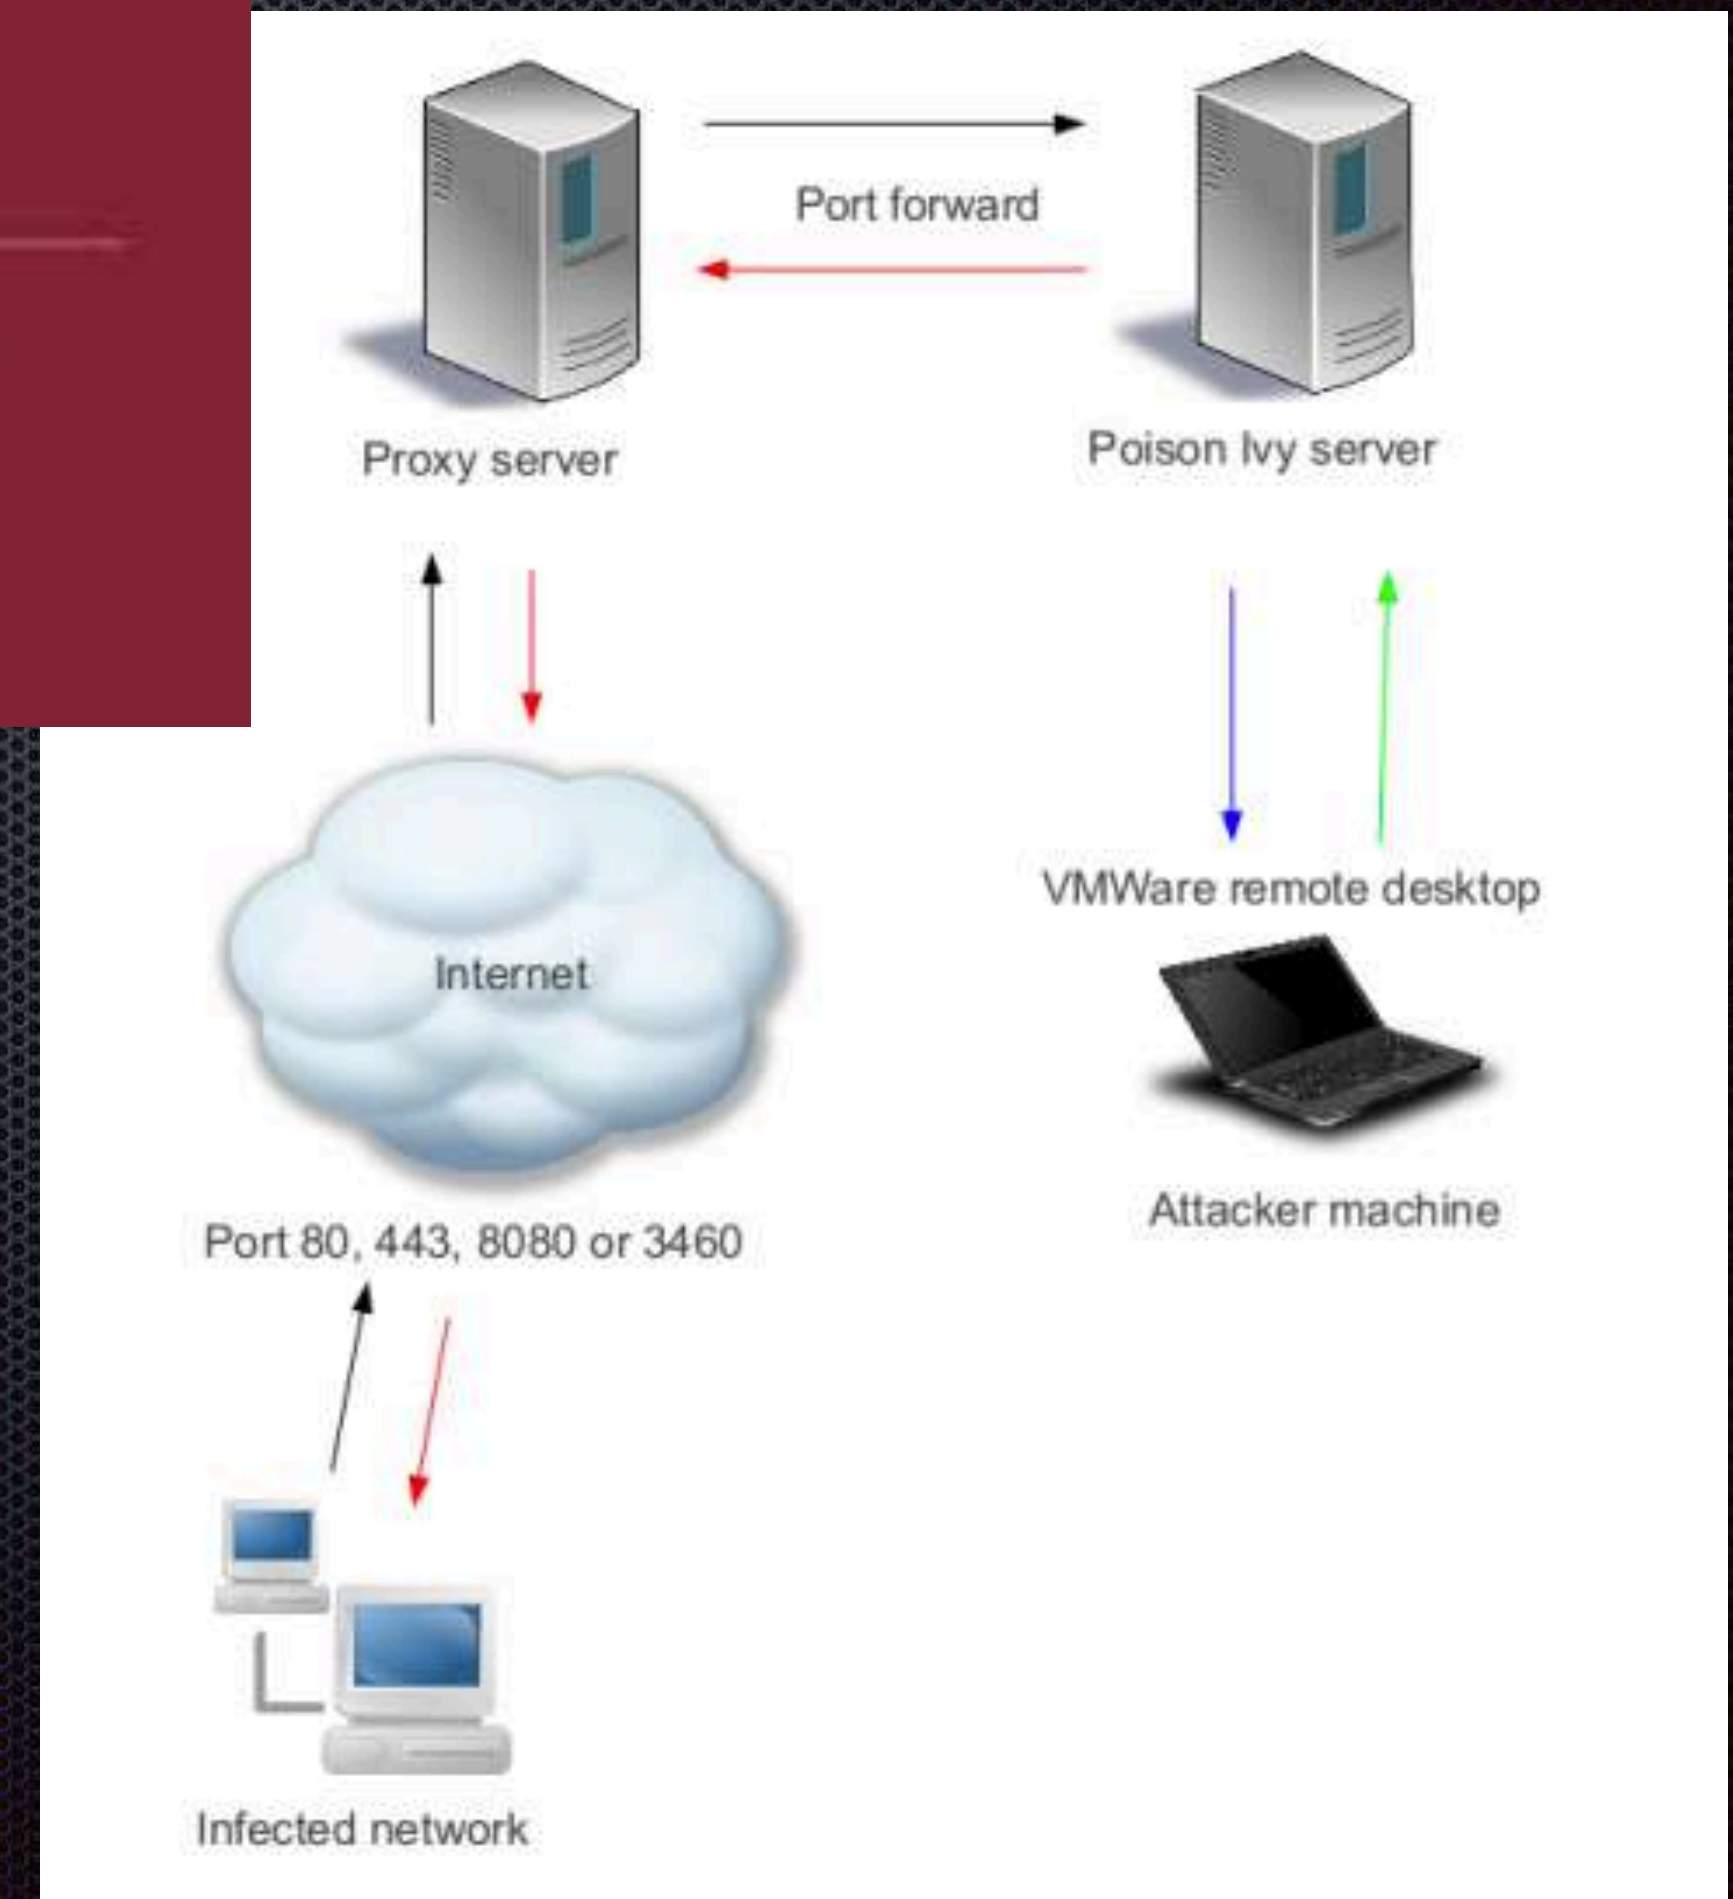 Port forward
Proxy server
Poison Ivy server
VMWare remote desktop
Internet
Attacker machine
Port 80, 443, 8080 or 3460
Infected network